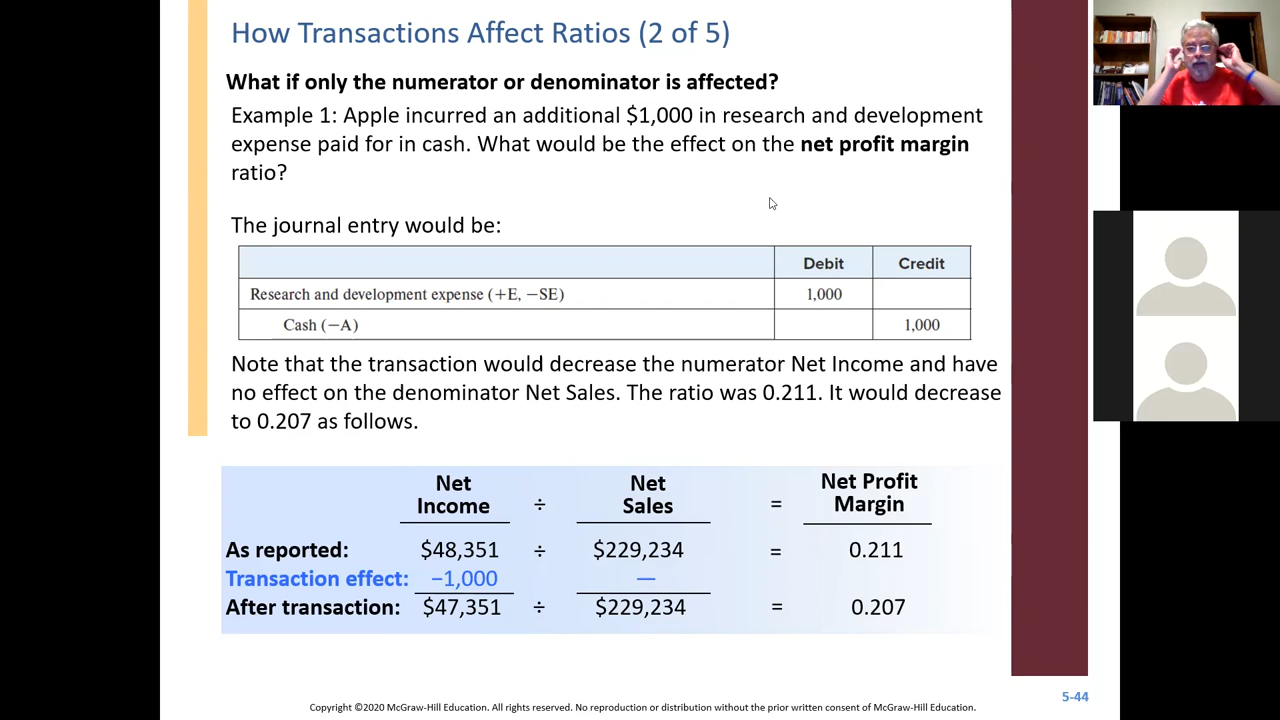 How Transactions Affect Ratios (2 of 5)
What if only the numerator or denominator is affected?
Example 1: Apple incurred an additional $1,000 in research and development
expense paid for in cash. What would be the effect on the net profit margin
ratio?
The journal entry would be:
Debit Credit
Research and development expense (+E, −SE) 1,000
Cash (−A) 1,000
Note that the transaction would decrease the numerator Net Income and have
no effect on the denominator Net Sales. The ratio was 0.211. It would decrease
to 0.207 as follows.
Net Net Net Profit
Income ÷ Sales = Margin
As reported: $48,351 ÷ $229,234 = 0.211
Transaction effect: −1,000 —
After transaction: $47,351 ÷ $229,234 = 0.207
5-44
Copyright ©2020 McGraw-Hill Education. All rights reserved. No reproduction or distribution without the prior written consent of McGraw-Hill Education.